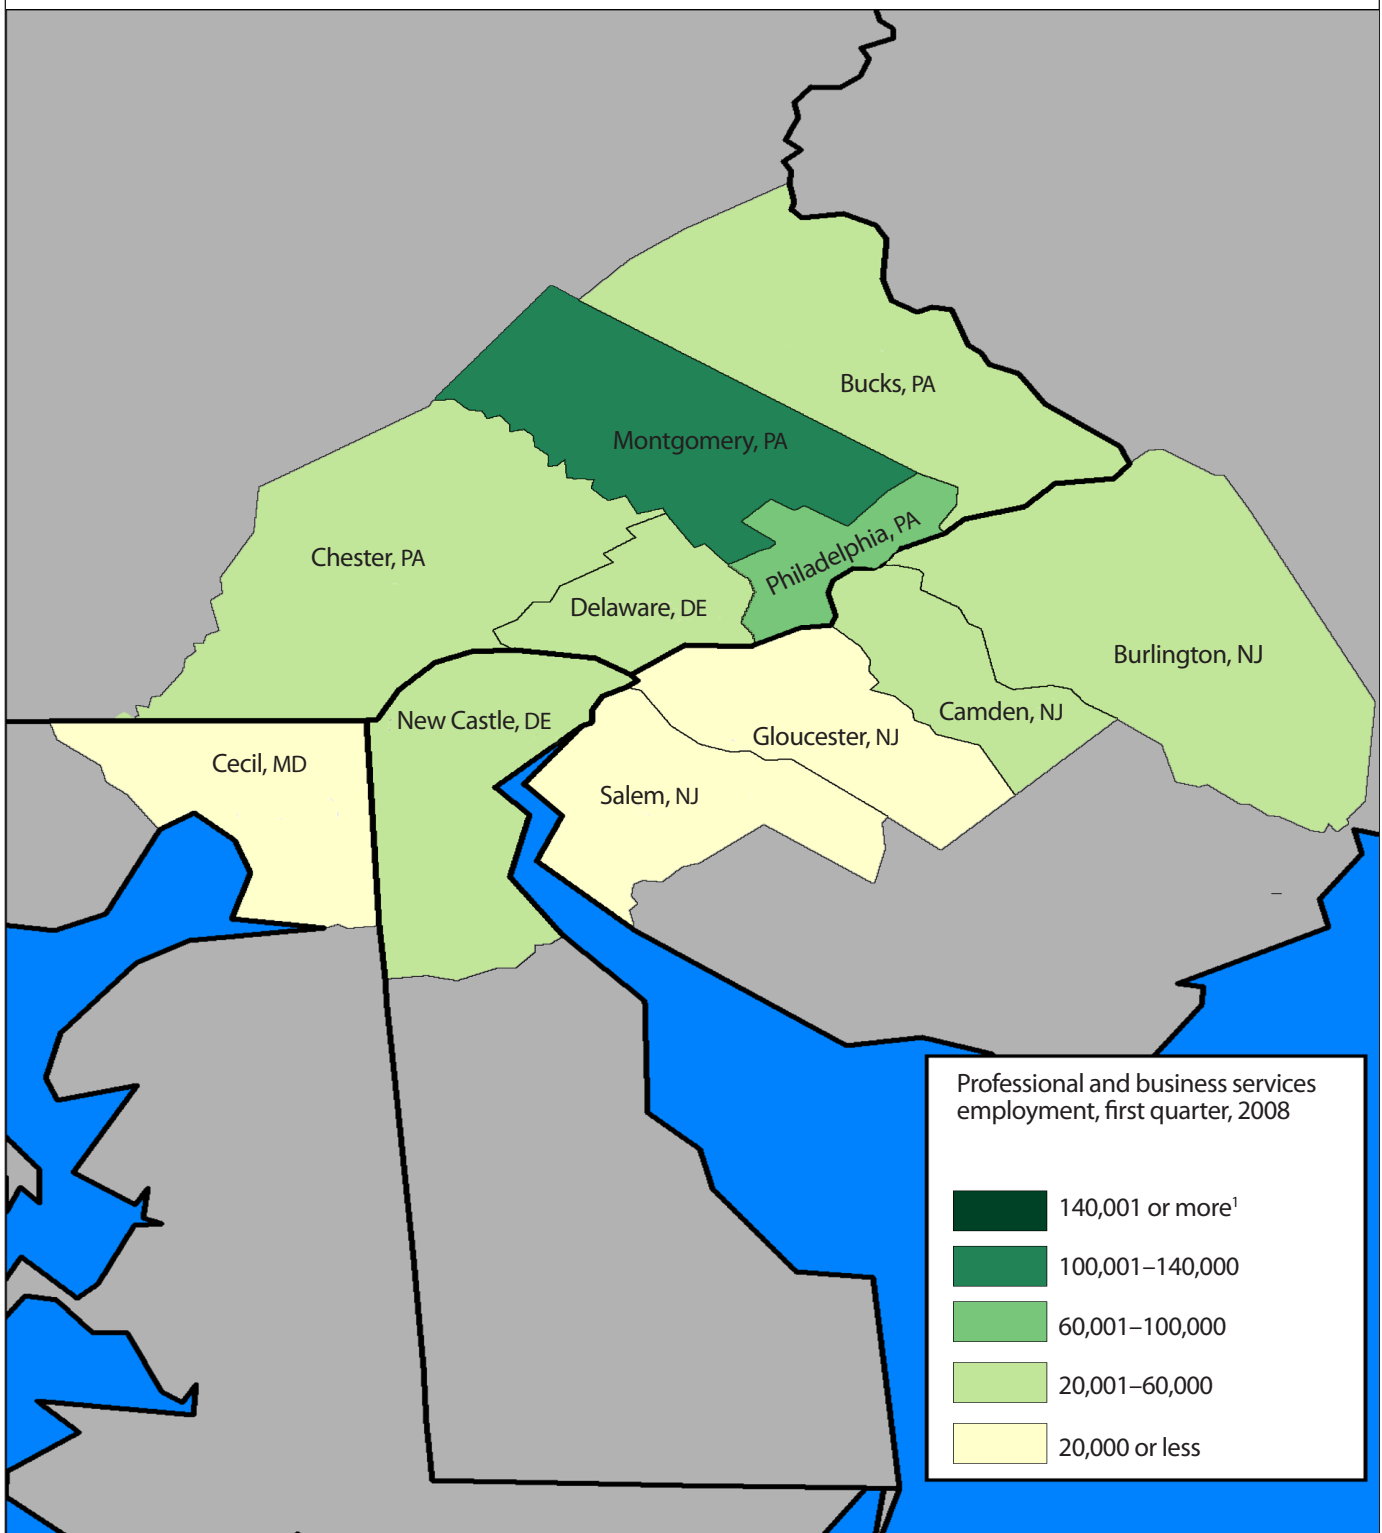 Bucks, PA
Montgomery, PA
Philadelphia, PA
Chester, PA
Delaware, DE
Burlington, NJ
New Castle, DE
Camden, NJ
Gloucester, NJ
Cecil, MD
Salem, NJ
Professional and business services
employment, first quarter, 2008
140,001 or more¹
100,001–140,000
60,001–100,000
20,001–60,000
20,000 or less